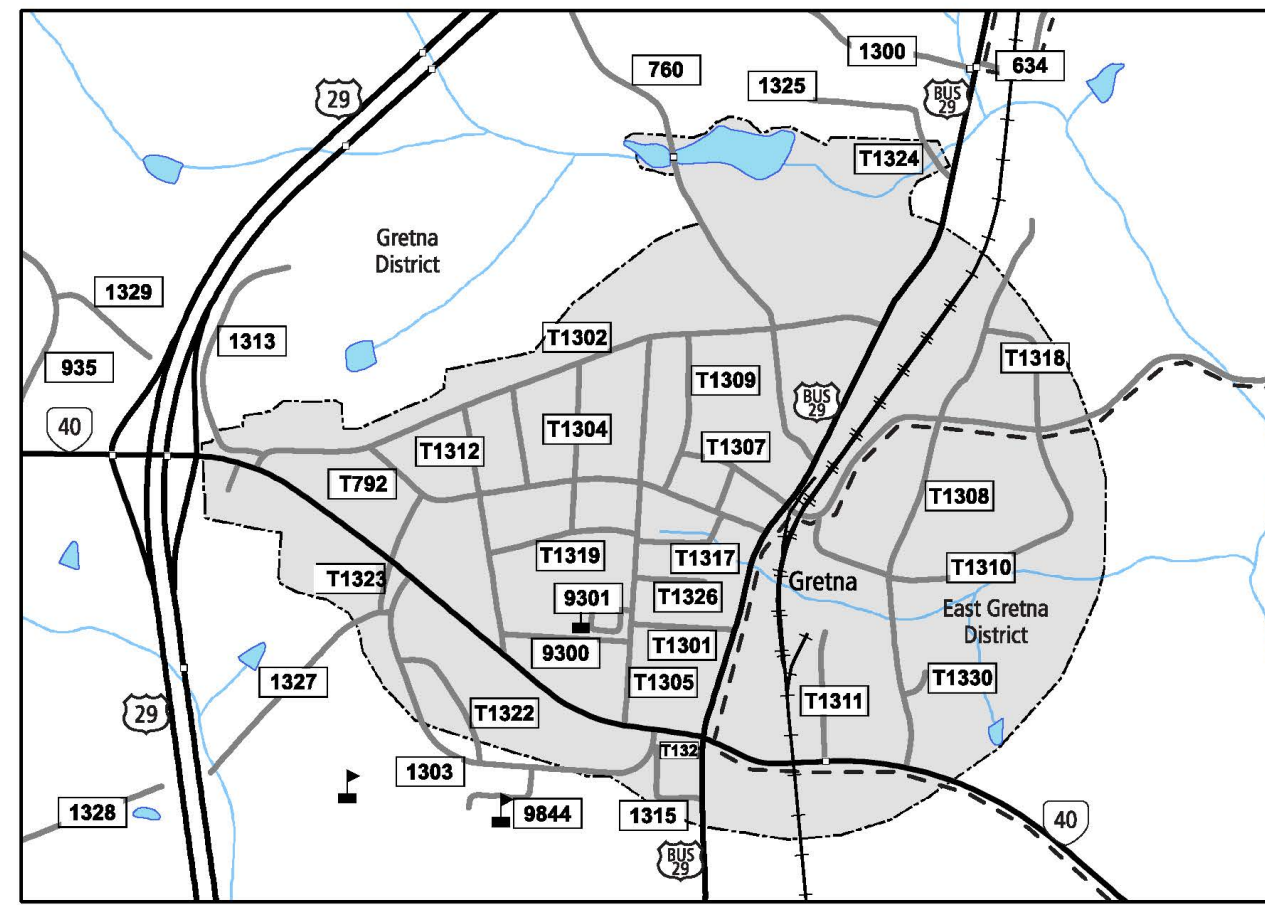 1300
634
760
29
1325
BUS
29
T1324
Gretna
District
1329
1313
T1302
935
T1318
T1309
40
BUS
29
T1304
T1312
T1307
T792
T1308
T1319
T1317
T1310
T1323
Gretna
9301
T1326
East Gretna
District
9300
T1301
1327
T1305
T1330
T1311
29
T1322
T132
1303
1328
9844
1315
40
BUS
29